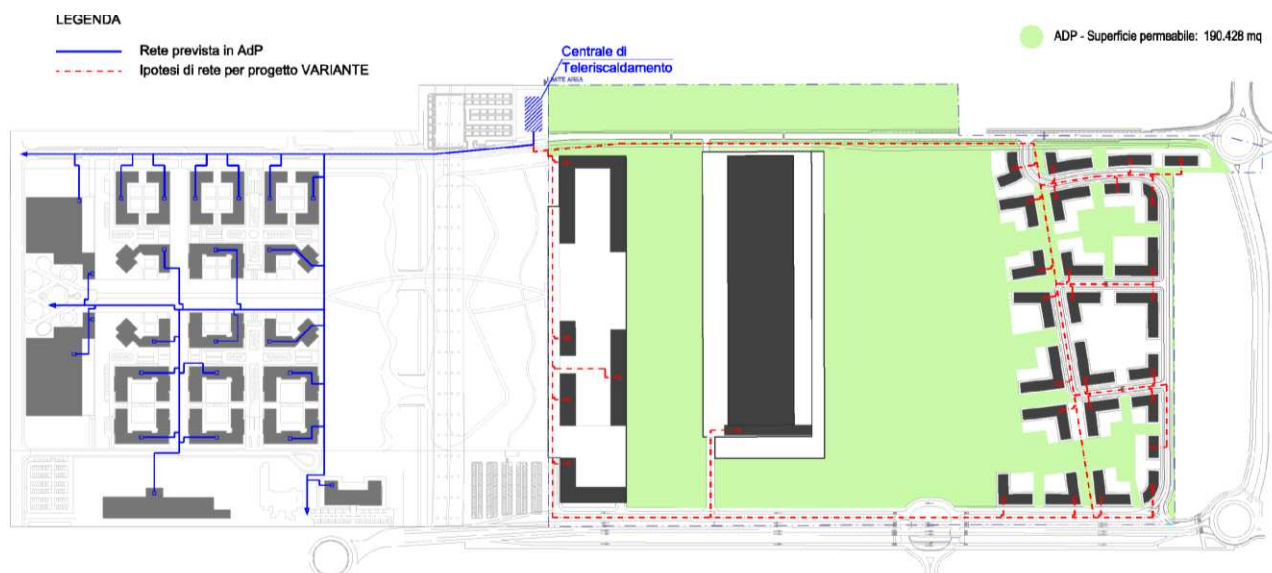 LEGENDA
Rete prevista in AdP
Ipotesi di rete per progetto VARIANTE
Centrale di
Teleriscaldamento
ADP - Superficie permeabile: 190.428 mq